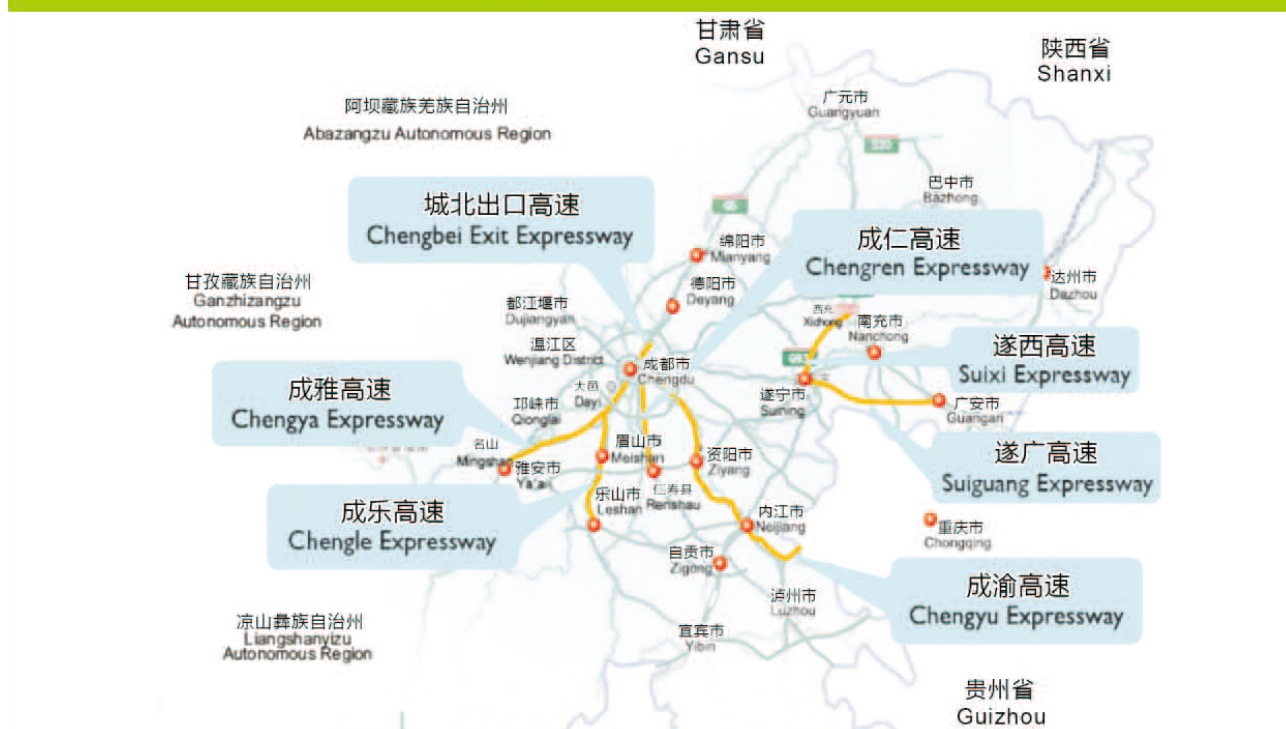 甘肃省
Gansu
陕西省
Shanxi
广元市
Guangyuan
阿坝藏族羌族自治州
Abazangzu Autonomous Region
S20
巴中市
Bazhong
城北出口高速
Chengbei Exit Expressway
G5
绵阳市
Mianyang
成仁高速
Chengren Expressway
甘孜藏族自治州
Ganzhizangzu
Autonomous Region
德阳市
Deyang
达州市
Dazhou
都江堰市
Dujiangyan
西充
Xichong
南充市
Nanchong
温江区
Wenjiang District
遂西高速
Suixi Expressway
成都市
Chengdu
成雅高速
Chengya Expressway
大邑
Dayi
遂宁市
Suining
邛崃市
Qionglai
广安市
Guangan
名山
Mingshan
眉山市
Meishan
资阳市
Ziyang
遂广高速
Suiguang Expressway
雅安市
Ya'an
乐山市
Leshan
仁寿县
Renshau
成乐高速
Chengle Expressway
内江市
Neijiang
重庆市
Chongqing
自贡市
Zigong
成渝高速
Chengyu Expressway
泸州市
Luzhou
凉山彝族自治州
Liangshanyizu
Autonomous Region
宜宾市
Yibin
贵州省
Guizhou